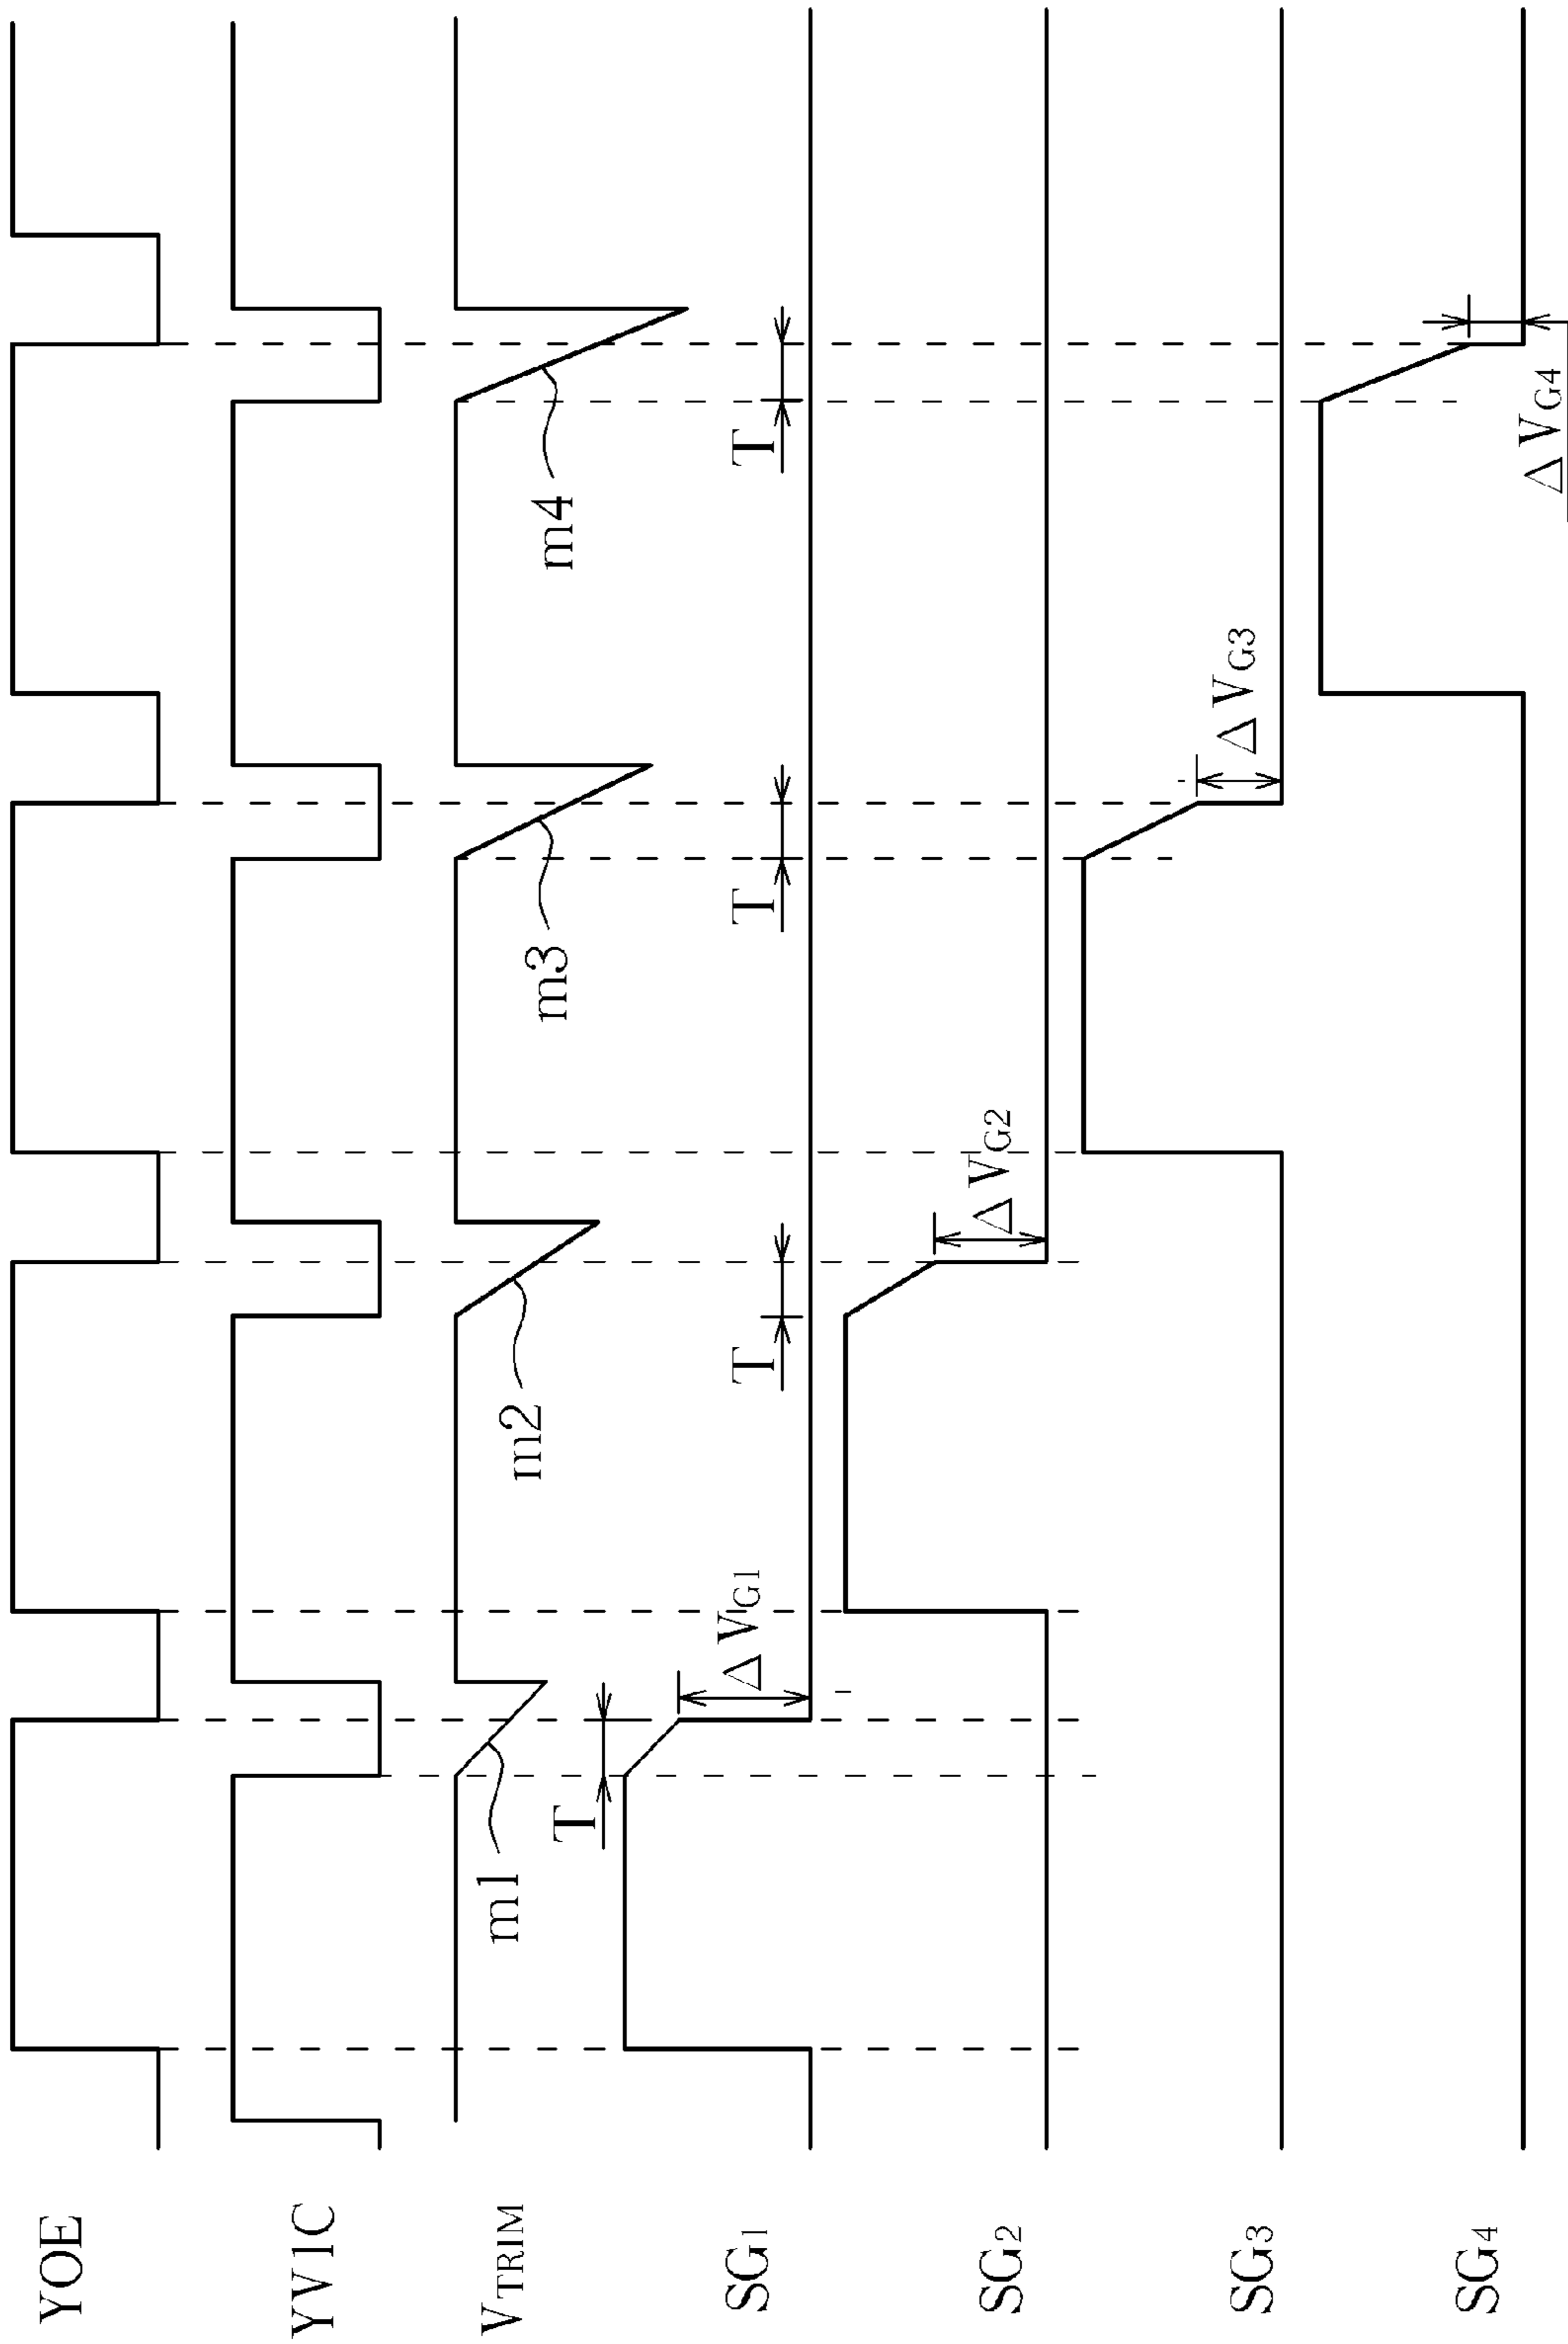 YOE
YV1C
VTRIM
m1
m2
m3
m4
T
T
T
T
SG1
ΔVG1
SG2
ΔVG2
SG3
ΔVG3
SG4
ΔVG4